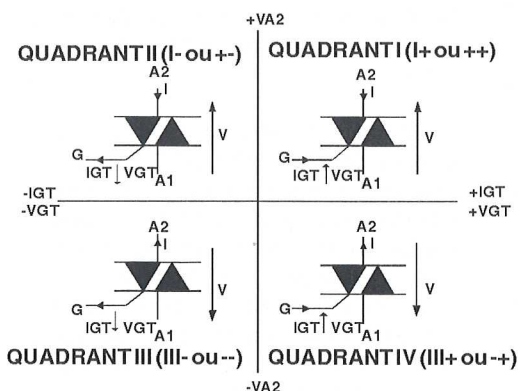 +VA2
QUADRANT II (I- ou +-)
QUADRANT I (I+ ou ++)
A2
I
V
G
IGT
VGT
A1
A2
I
V
G
IGT
VGT
A1
-IGT
-VGT
+IGT
+VGT
A2
I
V
G
IGT
VGT
A1
A2
I
V
G
IGT
VGT
A1
QUADRANT III (III- ou --)
QUADRANT IV (III+ ou -+)
-VA2